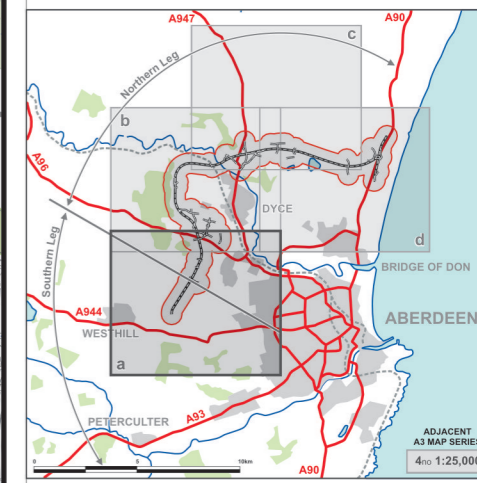 A947
A90
c
Northern Leg
b
A96
DYCE
d
Southern Leg
BRIDGE OF DON
A944
ABERDEEN
WESTHILL
a
PETERCULTER
A93
ADJACENT
A3 MAP SERIES
4no 1:25,000
0 5 10km
A90